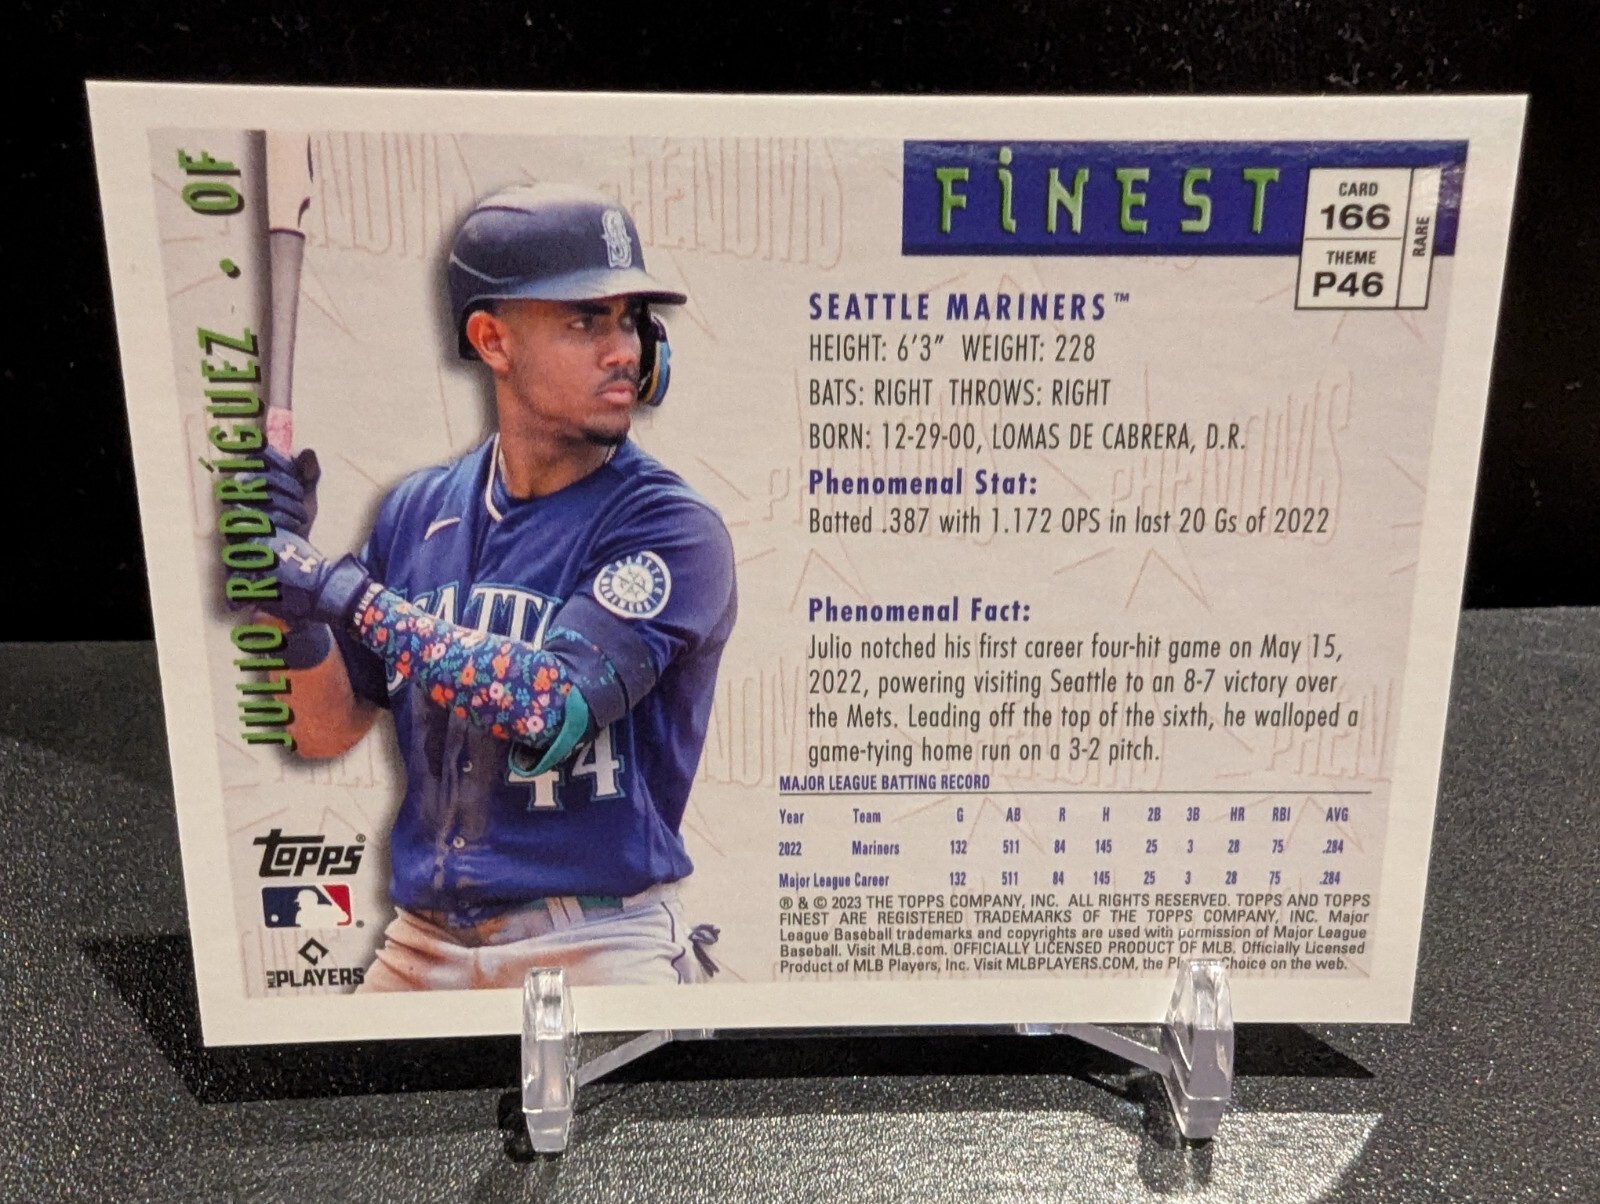 JULIO RODRÍGUEZ • OF
FiNEST
CARD
166
THEME
P46
RARE
SEATTLE MARINERS™
HEIGHT: 6'3" WEIGHT: 228
BATS: RIGHT THROWS: RIGHT
BORN: 12-29-00, LOMAS DE CABRERA, D.R.
Phenomenal Stat:
Batted .387 with 1.172 OPS in last 20 Gs of 2022
Phenomenal Fact:
Julio notched his first career four-hit game on May 15,
2022, powering visiting Seattle to an 8-7 victory over
the Mets. Leading off the top of the sixth, he walloped a
game-tying home run on a 3-2 pitch.
MAJOR LEAGUE BATTING RECORD
Year Team G AB R H 2B 3B HR RBI AVG
2022 Mariners 132 511 84 145 25 3 28 75 .284
Major League Career 132 511 84 145 25 3 28 75 .284
® & © 2023 THE TOPPS COMPANY, INC. ALL RIGHTS RESERVED. TOPPS AND TOPPS
FINEST ARE REGISTERED TRADEMARKS OF THE TOPPS COMPANY, INC. Major
League Baseball trademarks and copyrights are used with permission of Major League
Baseball. Visit MLB.com. OFFICIALLY LICENSED PRODUCT OF MLB. Officially Licensed
Product of MLB Players, Inc. Visit MLBPLAYERS.COM, the Choice on the web.
topps®
MLB PLAYERS
44